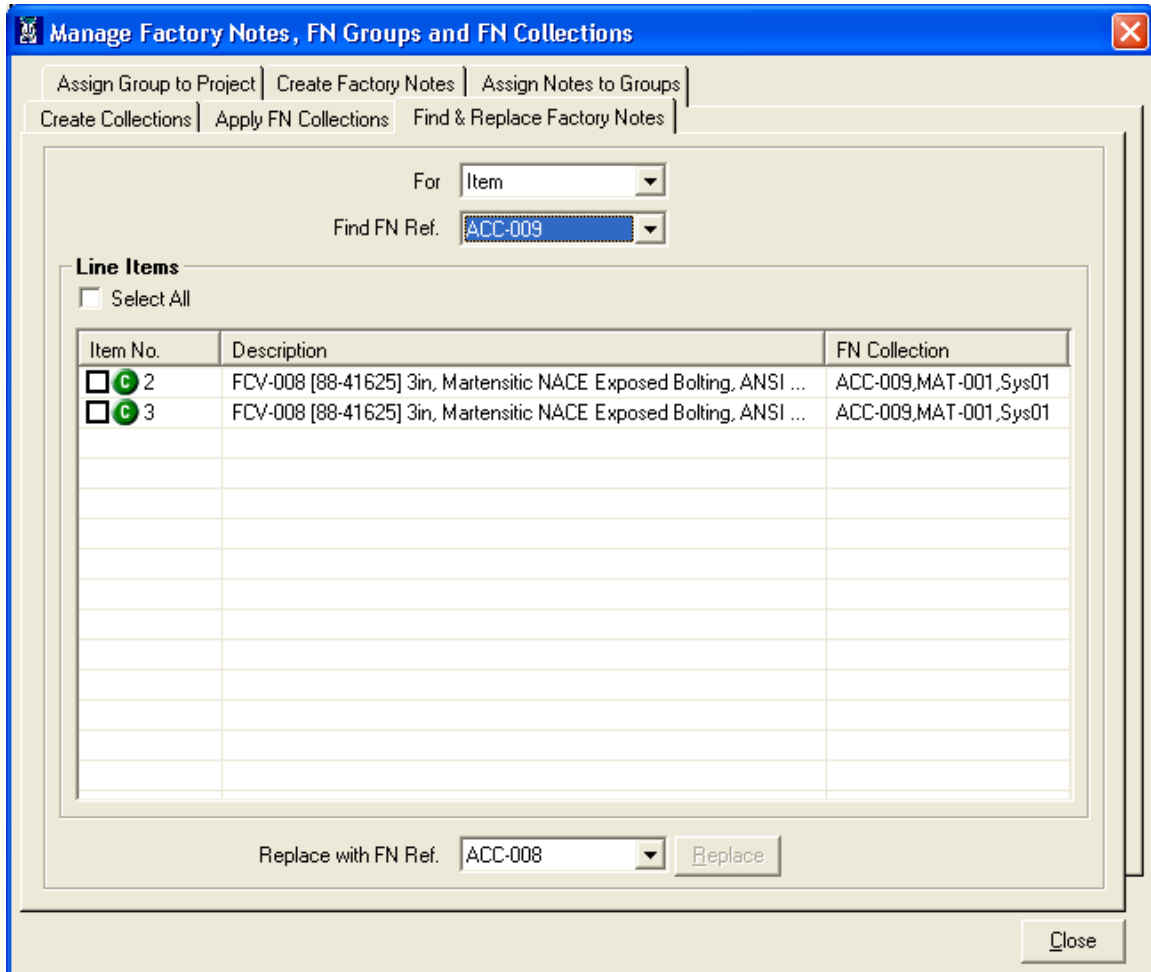 Manage Factory Notes, FN Groups and FN Collections
Assign Group to Project Create Factory Notes Assign Notes to Groups
Create Collections Apply FN Collections Find & Replace Factory Notes
For Item
Find FN Ref. ACC-009
Line Items
Select All
Item No. Description FN Collection
C 2 FCV-008 [88-41625] 3in, Martensitic NACE Exposed Bolting, ANSI ... ACC-009,MAT-001,Sys01
C 3 FCV-008 [88-41625] 3in, Martensitic NACE Exposed Bolting, ANSI ... ACC-009,MAT-001,Sys01
Replace with FN Ref. ACC-008 Replace
Close